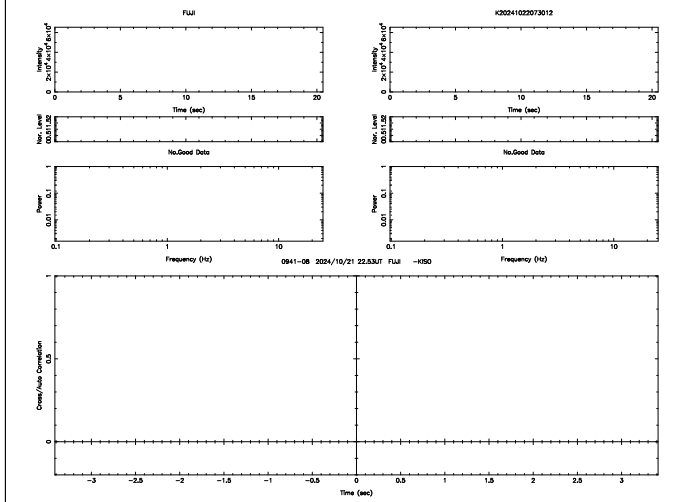 FUJI
K20241022073012
Intensity
2×10⁴ 4×10⁴ 6×10⁴
0 5 10 15 20
Time (sec)
Intensity
2×10⁴ 4×10⁴ 6×10⁴
0 5 10 15 20
Time (sec)
Nor. Level
00.511.52
Nor. Level
00.511.52
No.Good Data
No.Good Data
Power
1
0.1
0.01
0.1 1 10
Frequency (Hz)
Power
1
0.1
0.01
0.1 1 10
Frequency (Hz)
0941-08 2024/10/21 22.53UT FUJI -KISO
Cross/Auto Correlation
1
0.5
0
-3 -2.5 -2 -1.5 -1 -0.5 0 0.5 1 1.5 2 2.5 3
Time (sec)